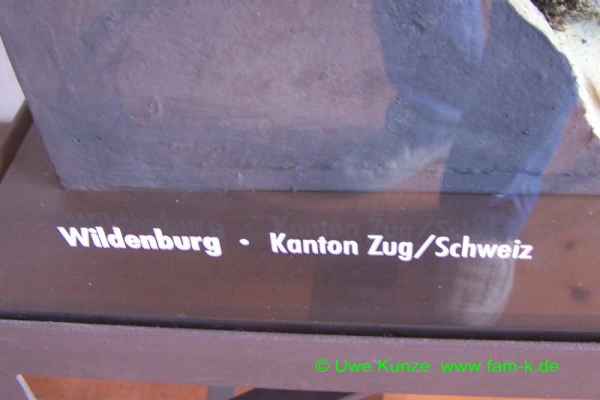 Wildenburg • Kanton Zug/Schweiz
© Uwe Kunze www.fam-k.de